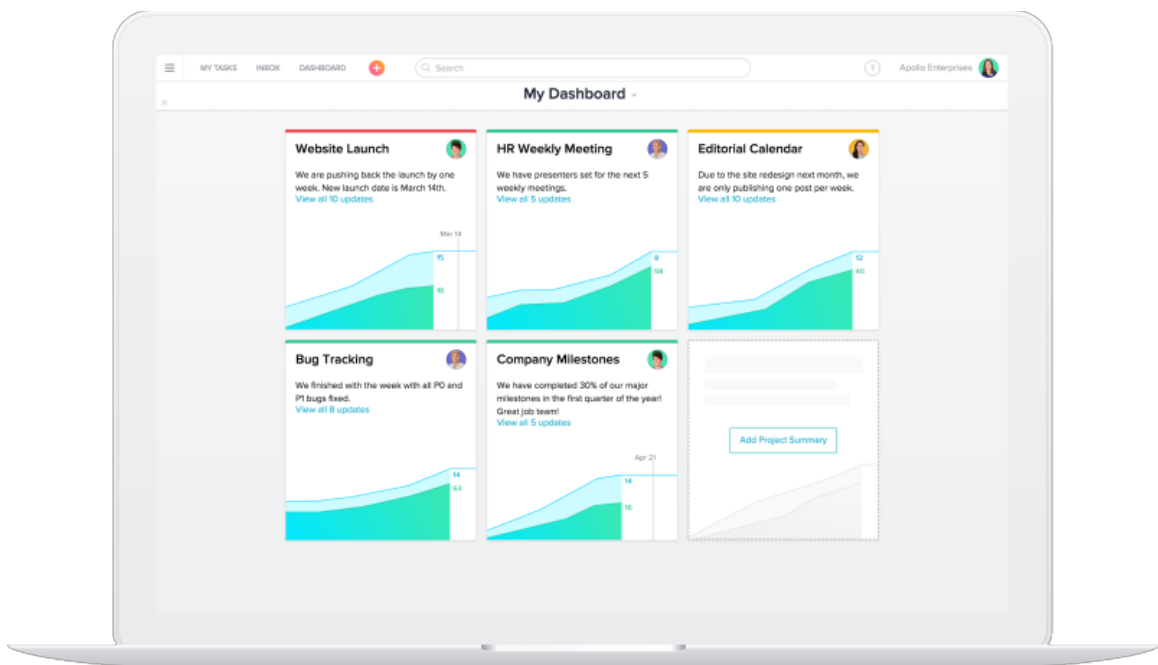 MY TASKS
INBOX
DASHBOARD
Search
?
Apollo Enterprises
My Dashboard
Website Launch
We are pushing back the launch by one
week. New launch date is March 14th.
View all 10 updates
Mar 14
15
18
HR Weekly Meeting
We have presenters set for the next 5
weekly meetings.
View all 5 updates
8
58
Editorial Calendar
Due to the site redesign next month, we
are only publishing one post per week.
View all 10 updates
12
40
Bug Tracking
We finished with the week with all P0 and
P1 bugs fixed.
View all 8 updates
14
63
Company Milestones
We have completed 30% of our major
milestones in the first quarter of the year!
Great job team!
View all 5 updates
Apr 21
14
16
Add Project Summary